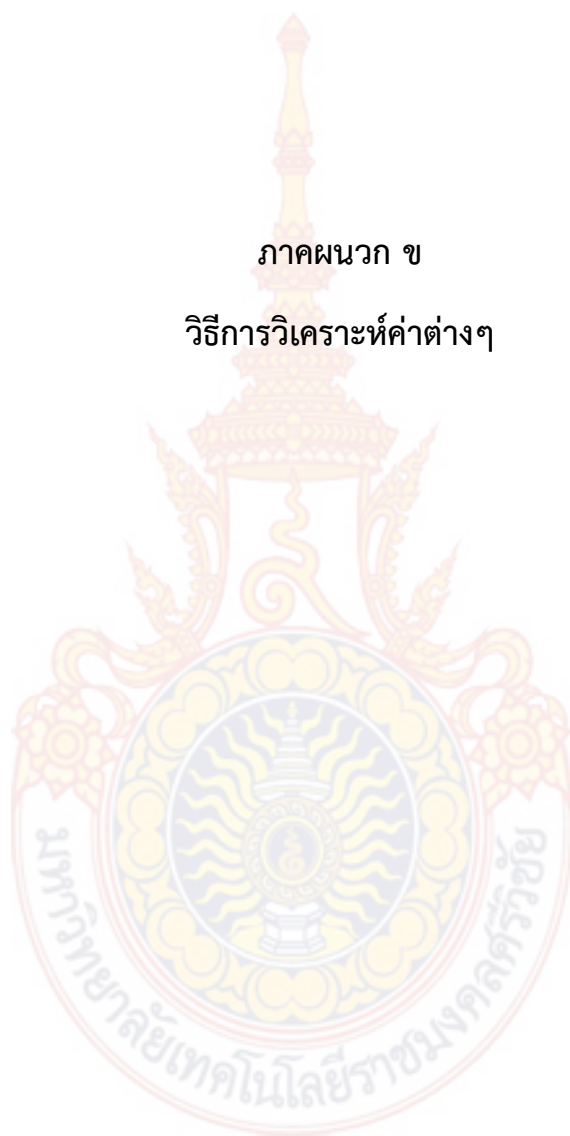 ภาคผนวก ข
วิธีการวิเคราะห์ค่าต่างๆ
มหาวิทยาลัยเทคโนโลยีราชมงคลศรีวิชัย